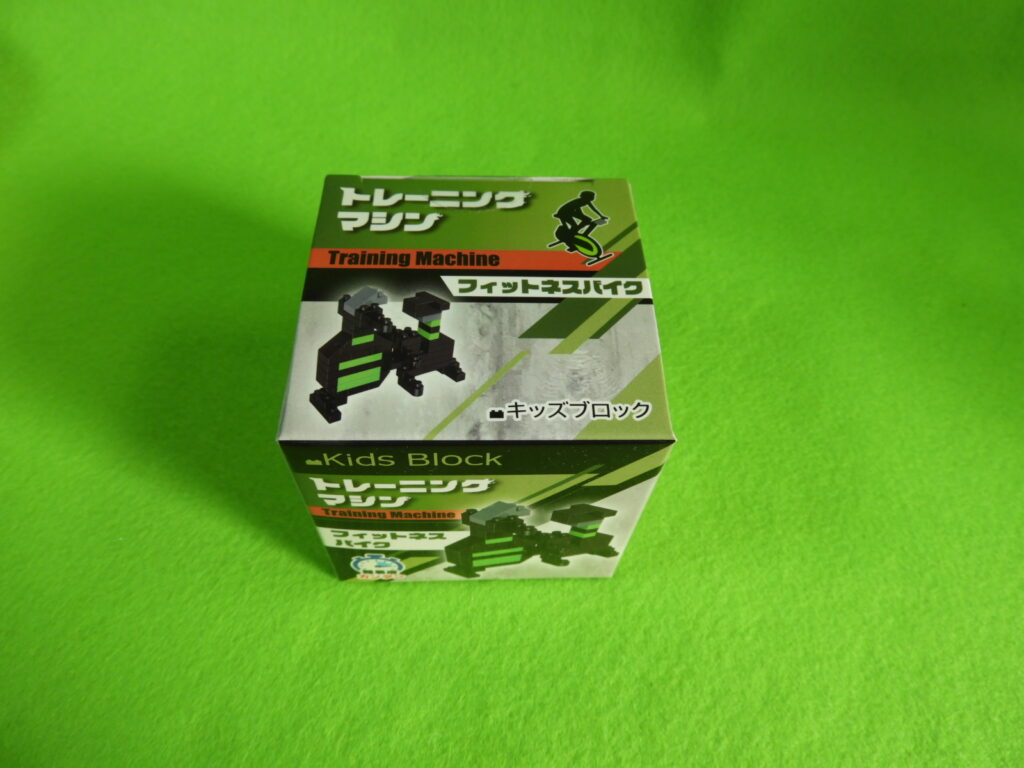 トレーニング
マシン
Training Machine
フィットネスバイク
キッズブロック
Kids Block
トレーニング
マシン
Training Machine
フィットネス
バイク